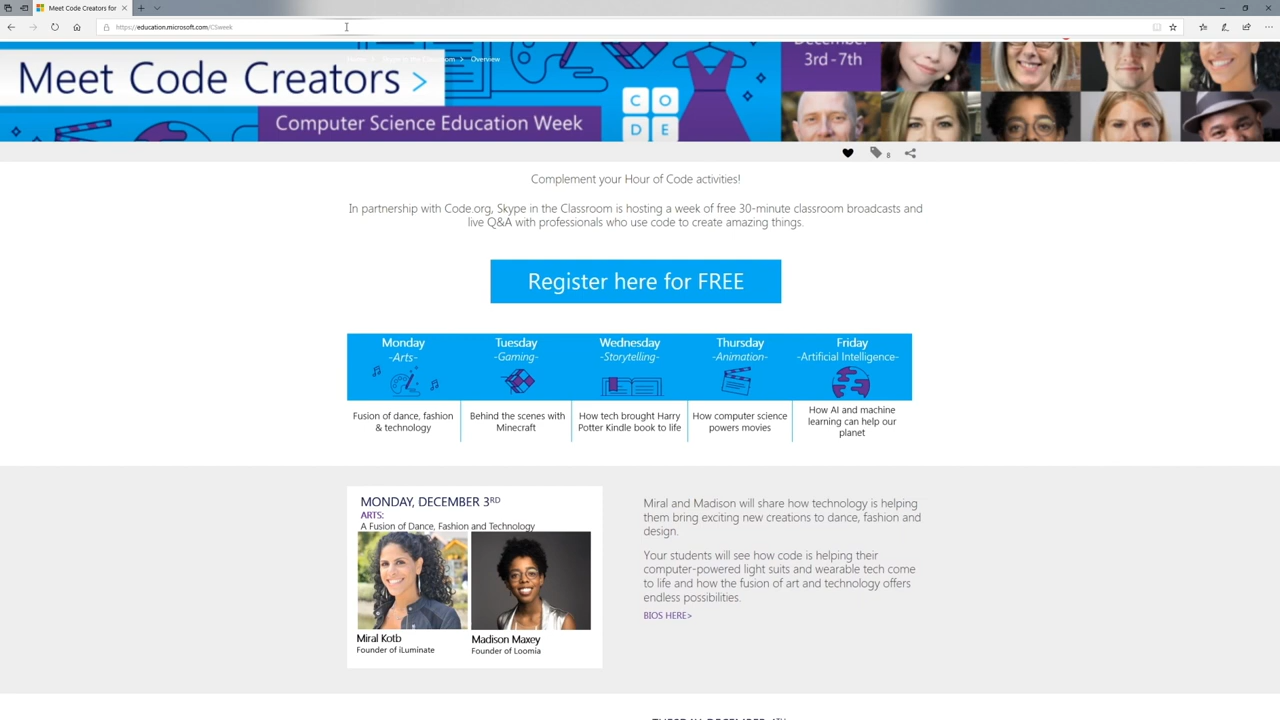 Meet Code Creators for
https://education.microsoft.com/CSweek
Overview
Meet Code Creators >
Computer Science Education Week
CODE
December
3rd - 7th
8
Complement your Hour of Code activities!
In partnership with Code.org, Skype in the Classroom is hosting a week of free 30-minute classroom broadcasts and
live Q&A with professionals who use code to create amazing things.
Register here for FREE
Monday
-Arts-
Fusion of dance, fashion
& technology
Tuesday
-Gaming-
Behind the scenes with
Minecraft
Wednesday
-Storytelling-
How tech brought Harry
Potter Kindle book to life
Thursday
-Animation-
How computer science
powers movies
Friday
-Artificial Intelligence-
How AI and machine
learning can help our
planet
MONDAY, DECEMBER 3RD
ARTS:
A Fusion of Dance, Fashion and Technology
Miral Kotb
Founder of iLuminate
Madison Maxey
Founder of Loomia
Miral and Madison will share how technology is helping
them bring exciting new creations to dance, fashion and
design.
Your students will see how code is helping their
computer-powered light suits and wearable tech come
to life and how the fusion of art and technology offers
endless possibilities.
BIOS HERE>